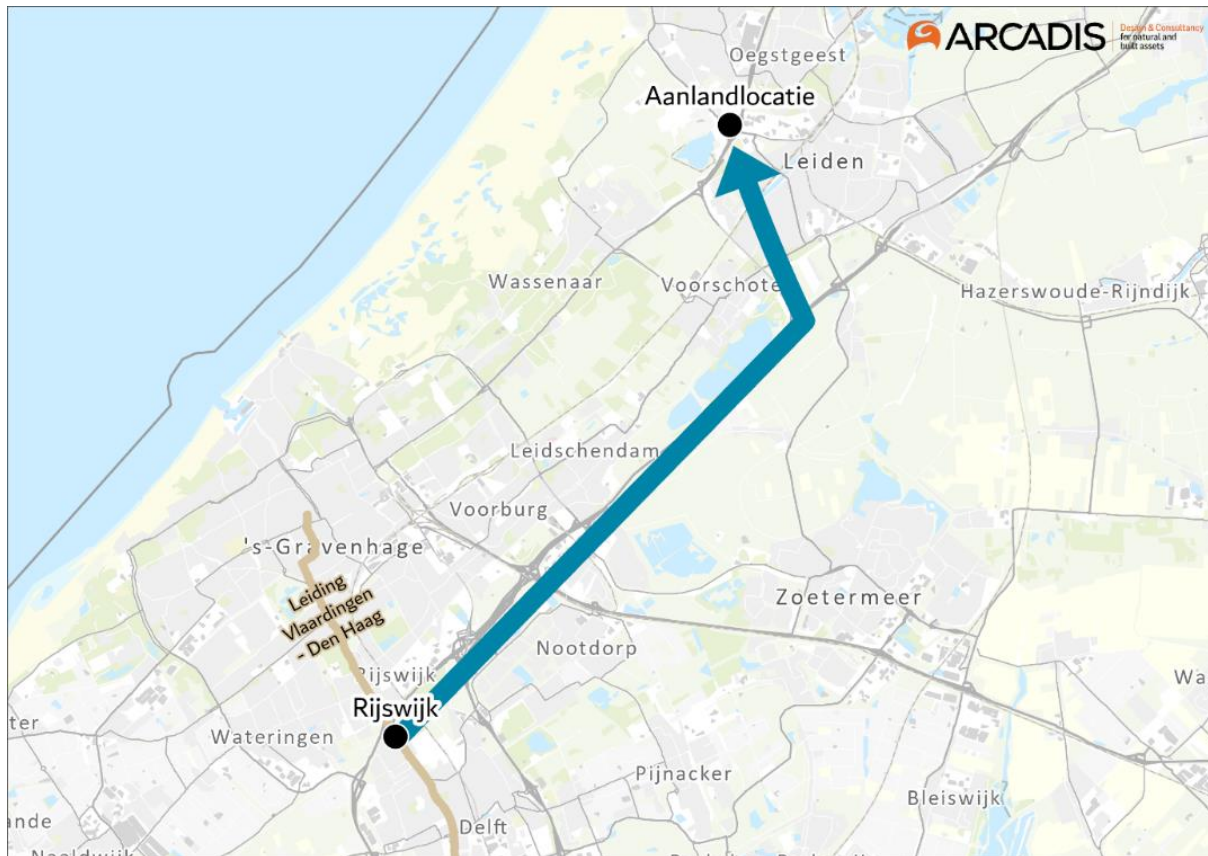 ARCADIS
Design & Consultancy
for natural and
built assets
Oegstgeest
Aanlandlocatie
Leiden
Wassenaar
Voorschote
Hazerswoude-Rijndijk
Leidschendam
Voorburg
's-Gravenhage
Leiding
Vlaardingen
- Den Haag
Zoetermeer
Nootdorp
Rijswijk
Rijswijk
Wateringen
Pijnacker
Bleiswijk
Delft